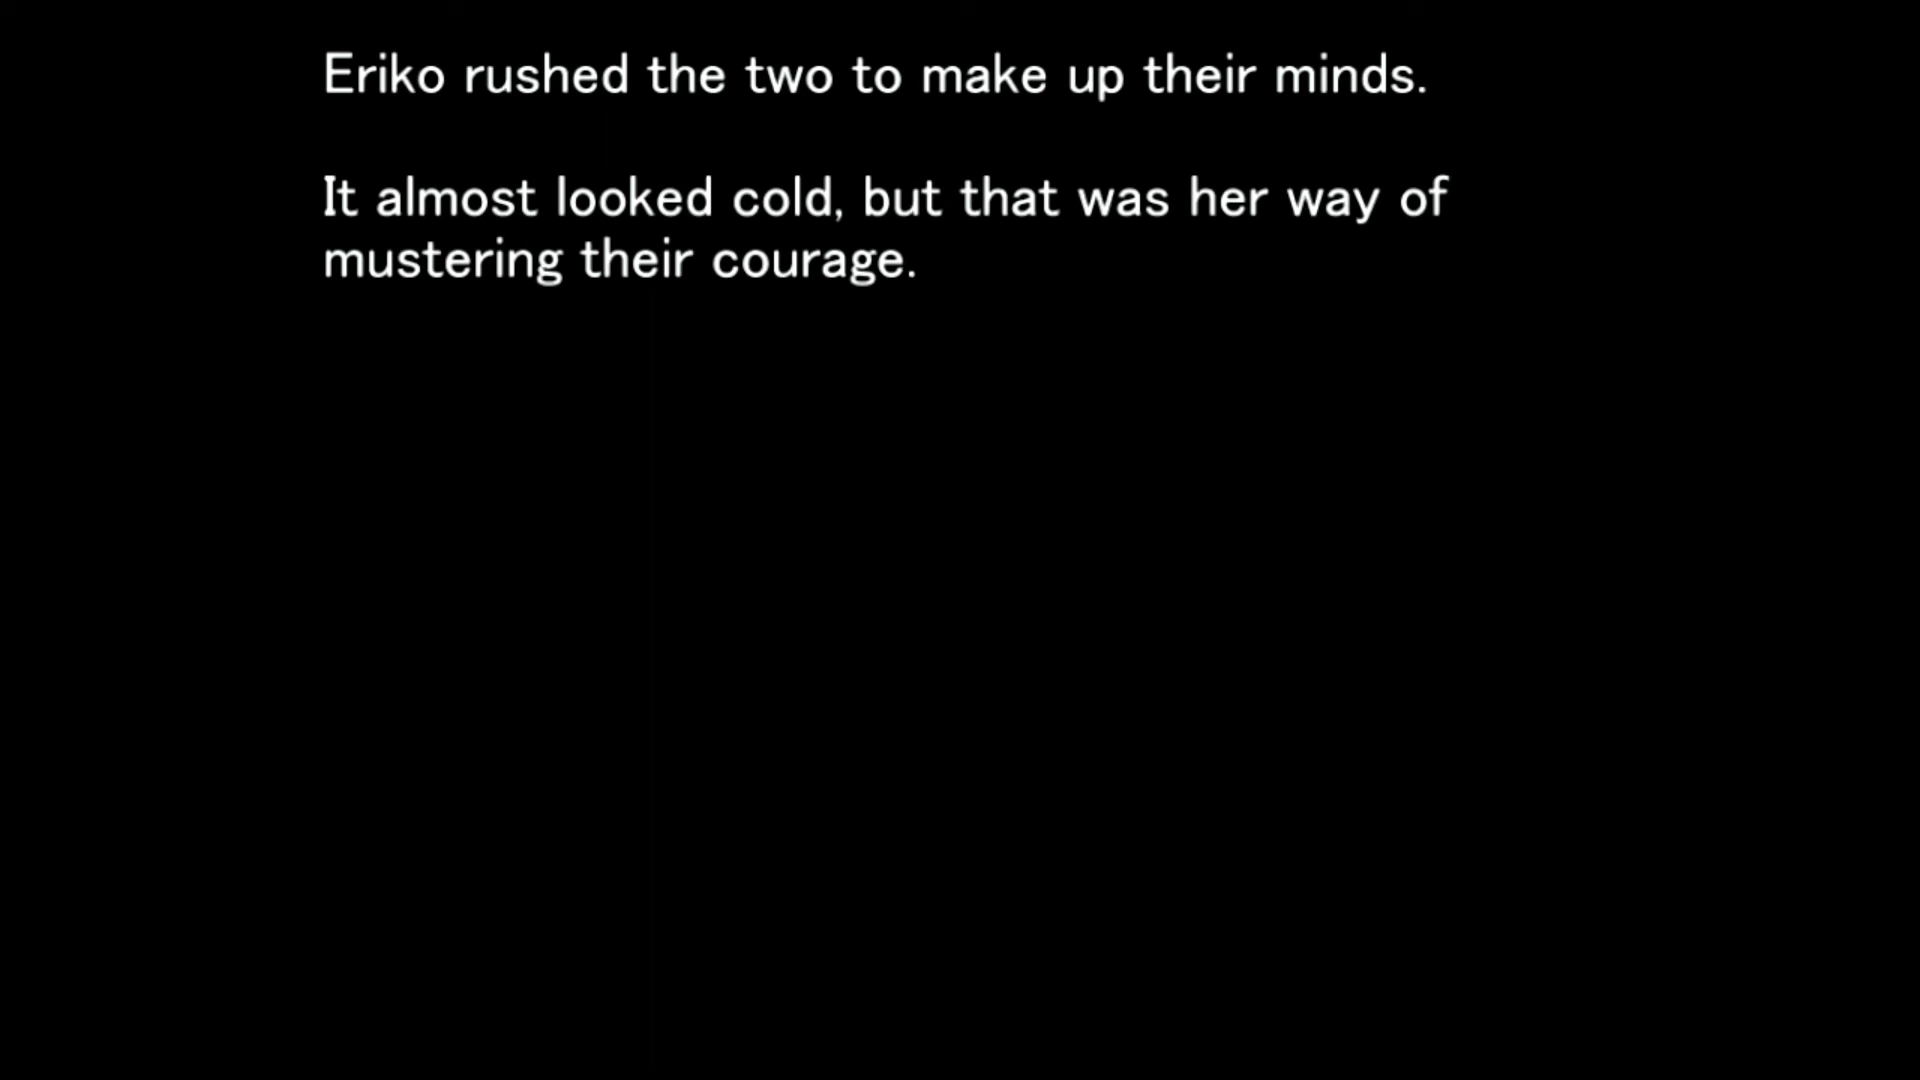 Eriko rushed the two to make up their minds.
It almost looked cold, but that was her way of
mustering their courage.